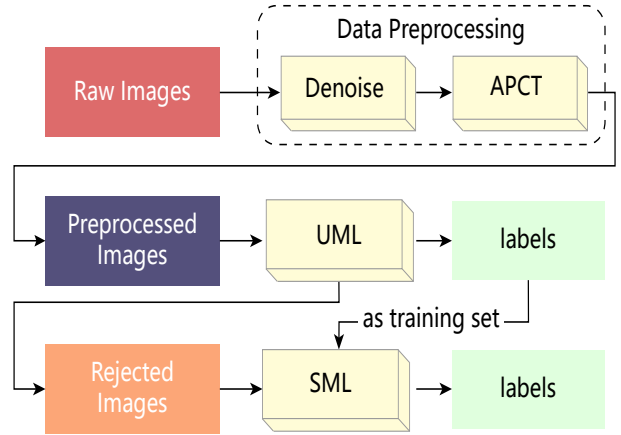 Data Preprocessing
Raw Images
Denoise
APCT
Preprocessed
Images
UML
labels
as training set
Rejected
Images
SML
labels